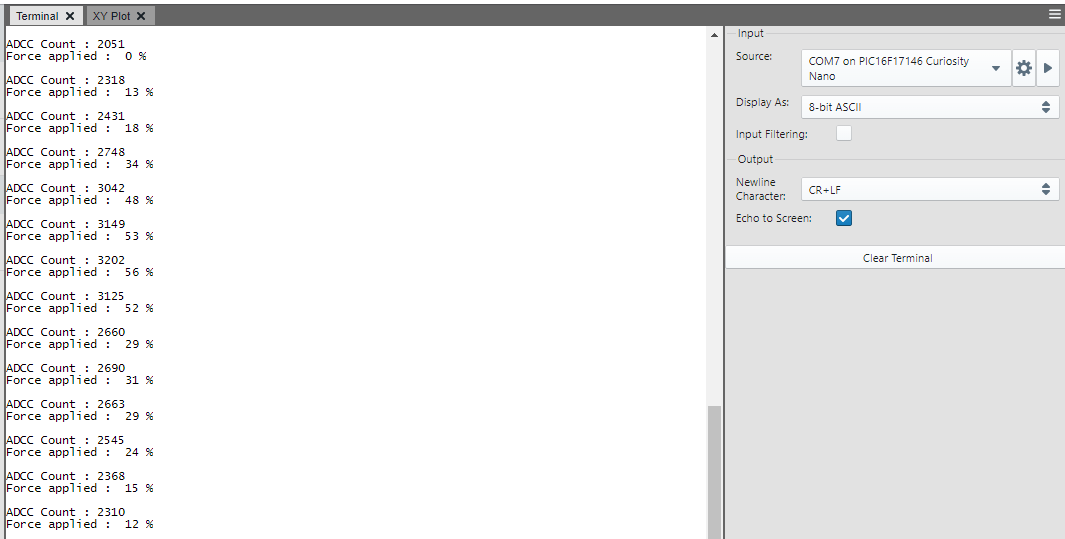 Terminal
XY Plot
ADCC Count : 2051
Force applied :  0 %
ADCC Count : 2318
Force applied :  13 %
ADCC Count : 2431
Force applied :  18 %
ADCC Count : 2748
Force applied :  34 %
ADCC Count : 3042
Force applied :  48 %
ADCC Count : 3149
Force applied :  53 %
ADCC Count : 3202
Force applied :  56 %
ADCC Count : 3125
Force applied :  52 %
ADCC Count : 2660
Force applied :  29 %
ADCC Count : 2690
Force applied :  31 %
ADCC Count : 2663
Force applied :  29 %
ADCC Count : 2545
Force applied :  24 %
ADCC Count : 2368
Force applied :  15 %
ADCC Count : 2310
Force applied :  12 %
Input
Source:
COM7 on PIC16F17146 Curiosity
Nano
Display As:
8-bit ASCII
Input Filtering:
Output
Newline
Character:
CR+LF
Echo to Screen:
Clear Terminal